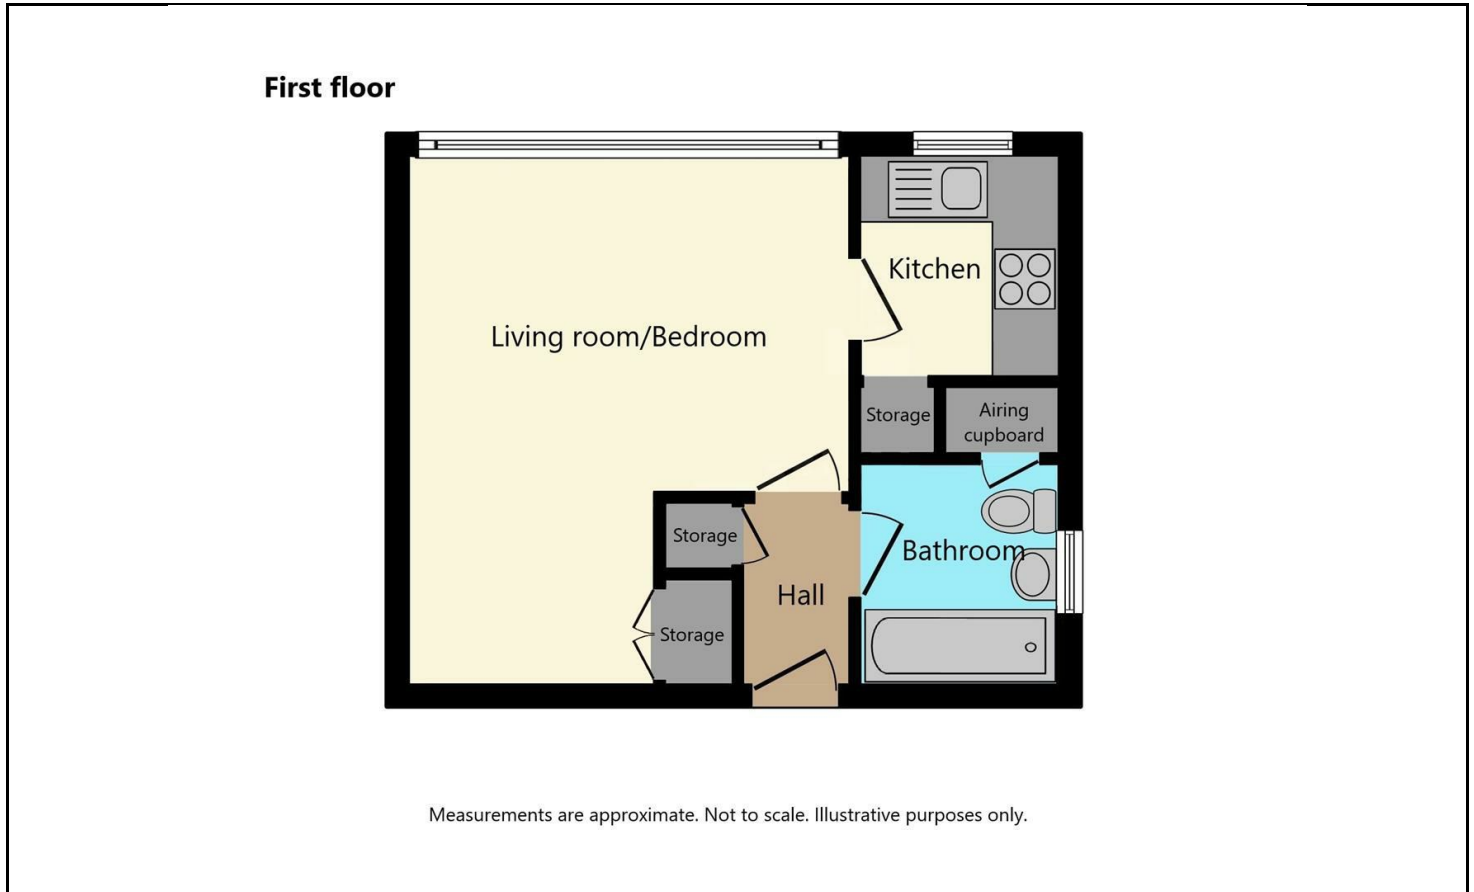 First floor
Kitchen
Living room/Bedroom
Storage
Airing
cupboard
Storage
Bathroom
Hall
Storage
Measurements are approximate. Not to scale. Illustrative purposes only.